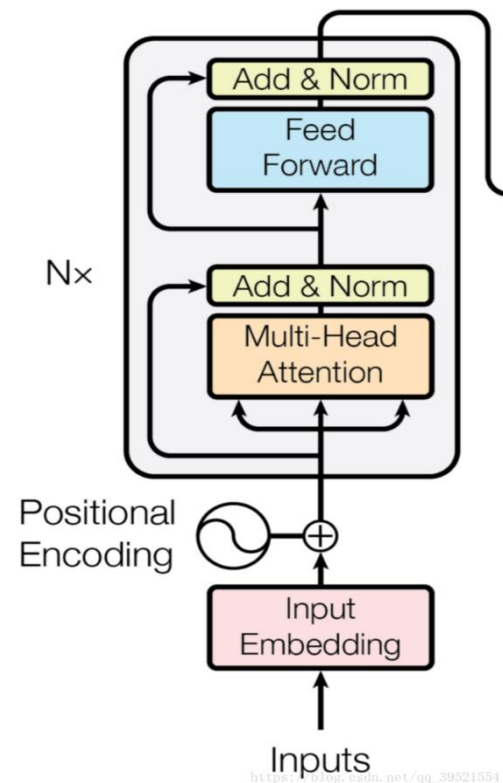 Add & Norm
Feed
Forward
N×
Add & Norm
Multi-Head
Attention
Positional
Encoding
Input
Embedding
Inputs
https://blog.csdn.net/qq_39521554